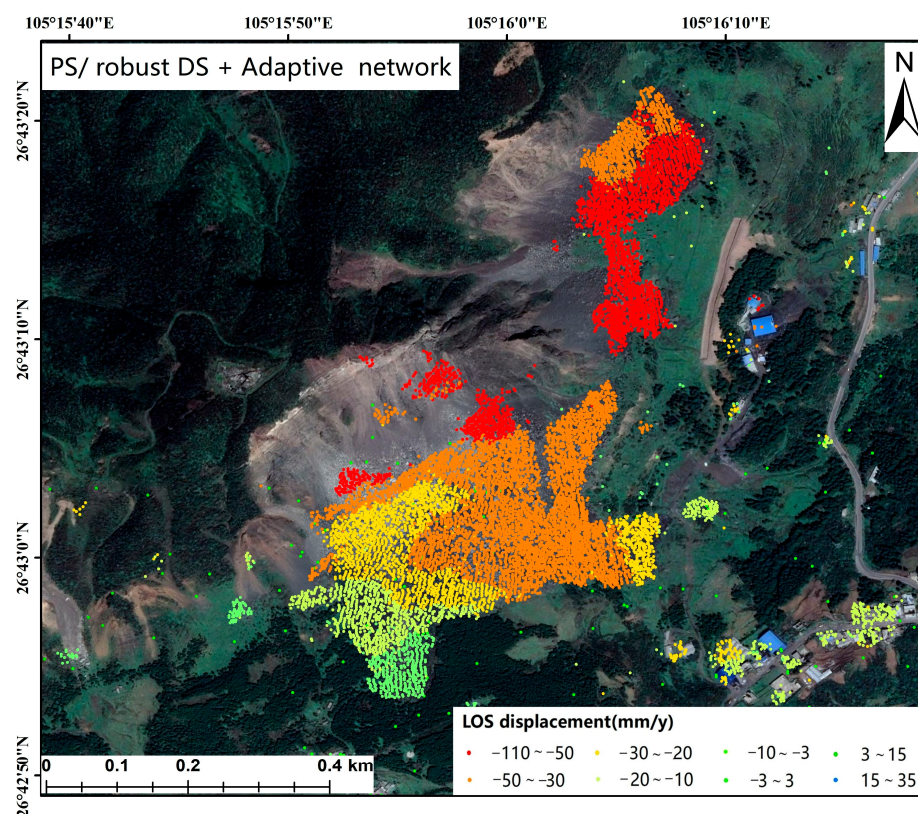 105°15'40"E 105°15'50"E 105°16'0"E 105°16'10"E
PS/ robust DS + Adaptive network
N
26°43'20"N
26°43'10"N
26°43'0"N
26°42'50"N
LOS displacement(mm/y)
−110 ~ −50 −30 ~ −20 −10 ~ −3 3 ~ 15
−50 ~ −30 −20 ~ −10 −3 ~ 3 15 ~ 35
0 0.1 0.2 0.4 km